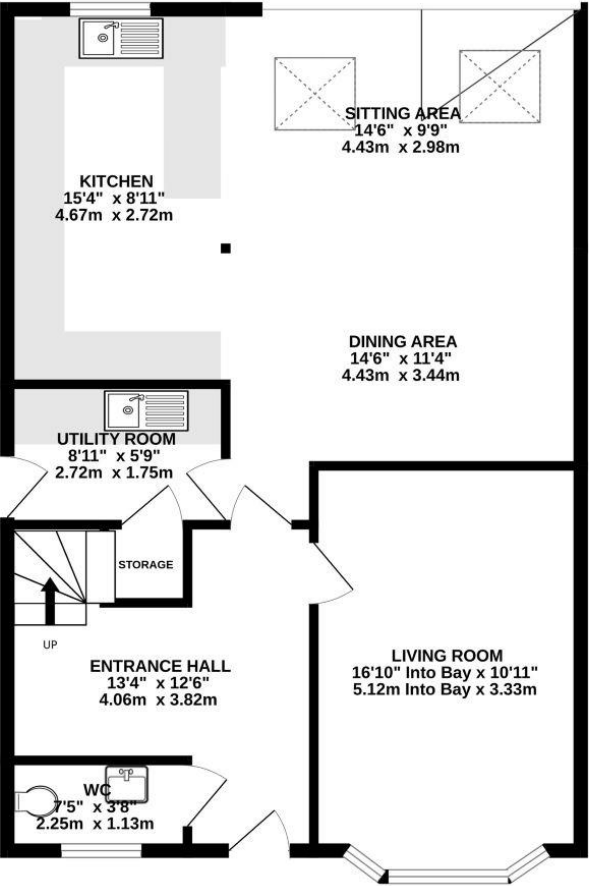 SITTING AREA
14'6" x 9'9"
4.43m x 2.98m
KITCHEN
15'4" x 8'11"
4.67m x 2.72m
DINING AREA
14'6" x 11'4"
4.43m x 3.44m
UTILITY ROOM
8'11" x 5'9"
2.72m x 1.75m
STORAGE
UP
ENTRANCE HALL
13'4" x 12'6"
4.06m x 3.82m
LIVING ROOM
16'10" Into Bay x 10'11"
5.12m Into Bay x 3.33m
WC
7'5" x 3'8"
2.25m x 1.13m